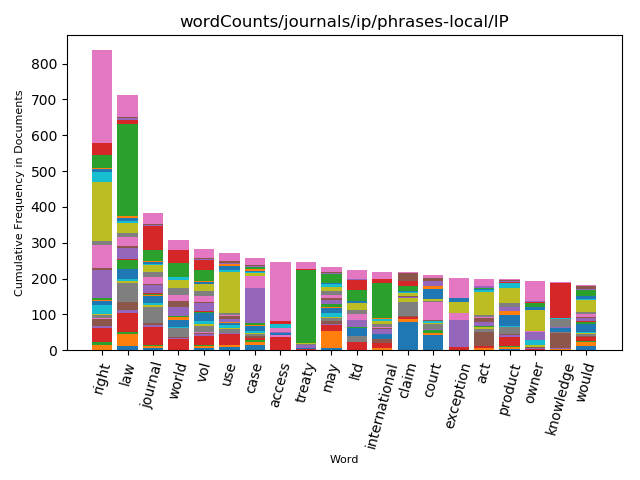 wordCounts/journals/ip/phrases-local/IP
800
700
600
500
400
300
200
100
0
Cumulative Frequency in Documents
right law journal world vol use case access treaty may ltd international claim court exception act product owner knowledge would
Word